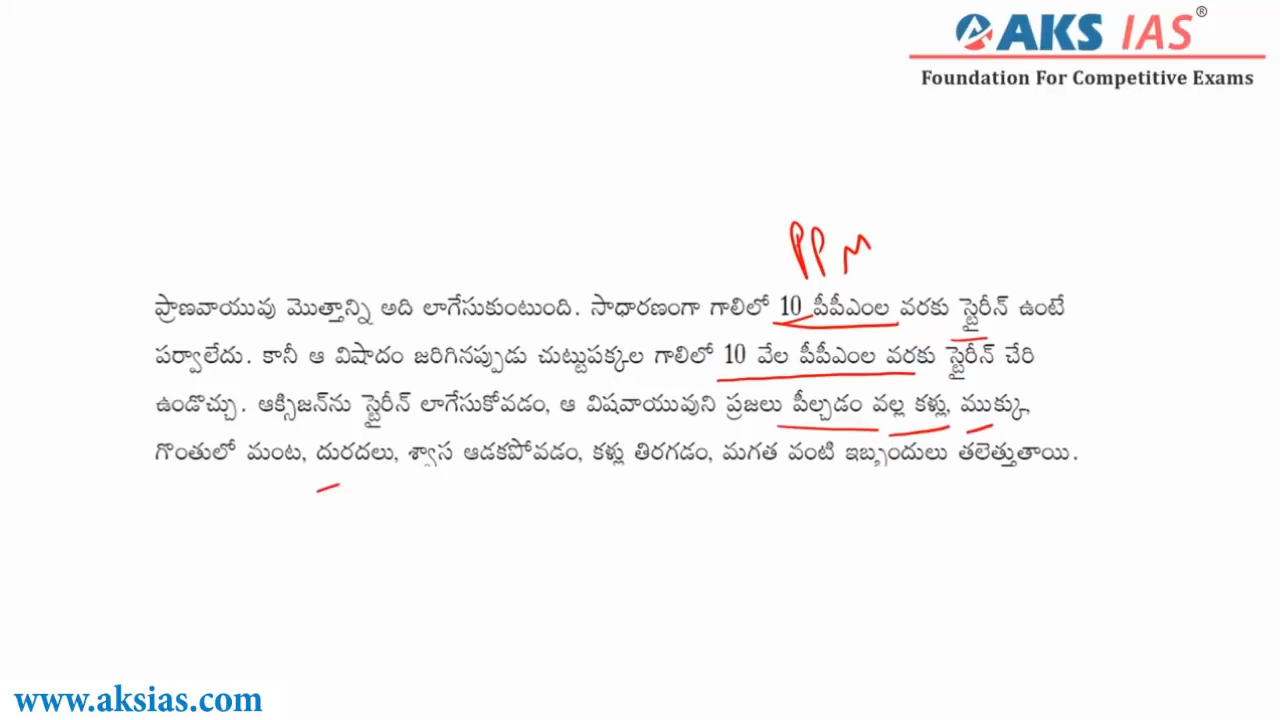 AKS IAS®
Foundation For Competitive Exams
PPM
ప్రాణవాయువు మొత్తాన్ని అది లాగేసుకుంటుంది. సాధారణంగా గాలిలో 10 పీపీఎంల వరకు స్టైరీన్ ఉంటే
పర్వాలేదు. కానీ ఆ విషాదం జరిగినప్పుడు చుట్టుపక్కల గాలిలో 10 వేల పీపీఎంల వరకు స్టైరీన్ చేరి
ఉండొచ్చు. ఆక్సిజన్‌ను స్టైరీన్ లాగేసుకోవడం, ఆ విషవాయువుని ప్రజలు పీల్చడం వల్ల కళ్లు, ముక్కు,
గొంతులో మంట, దురదలు, శ్వాస ఆడకపోవడం, కళ్లు తిరగడం, మగత వంటి ఇబ్బందులు తలెత్తుతాయి.
www.aksias.com